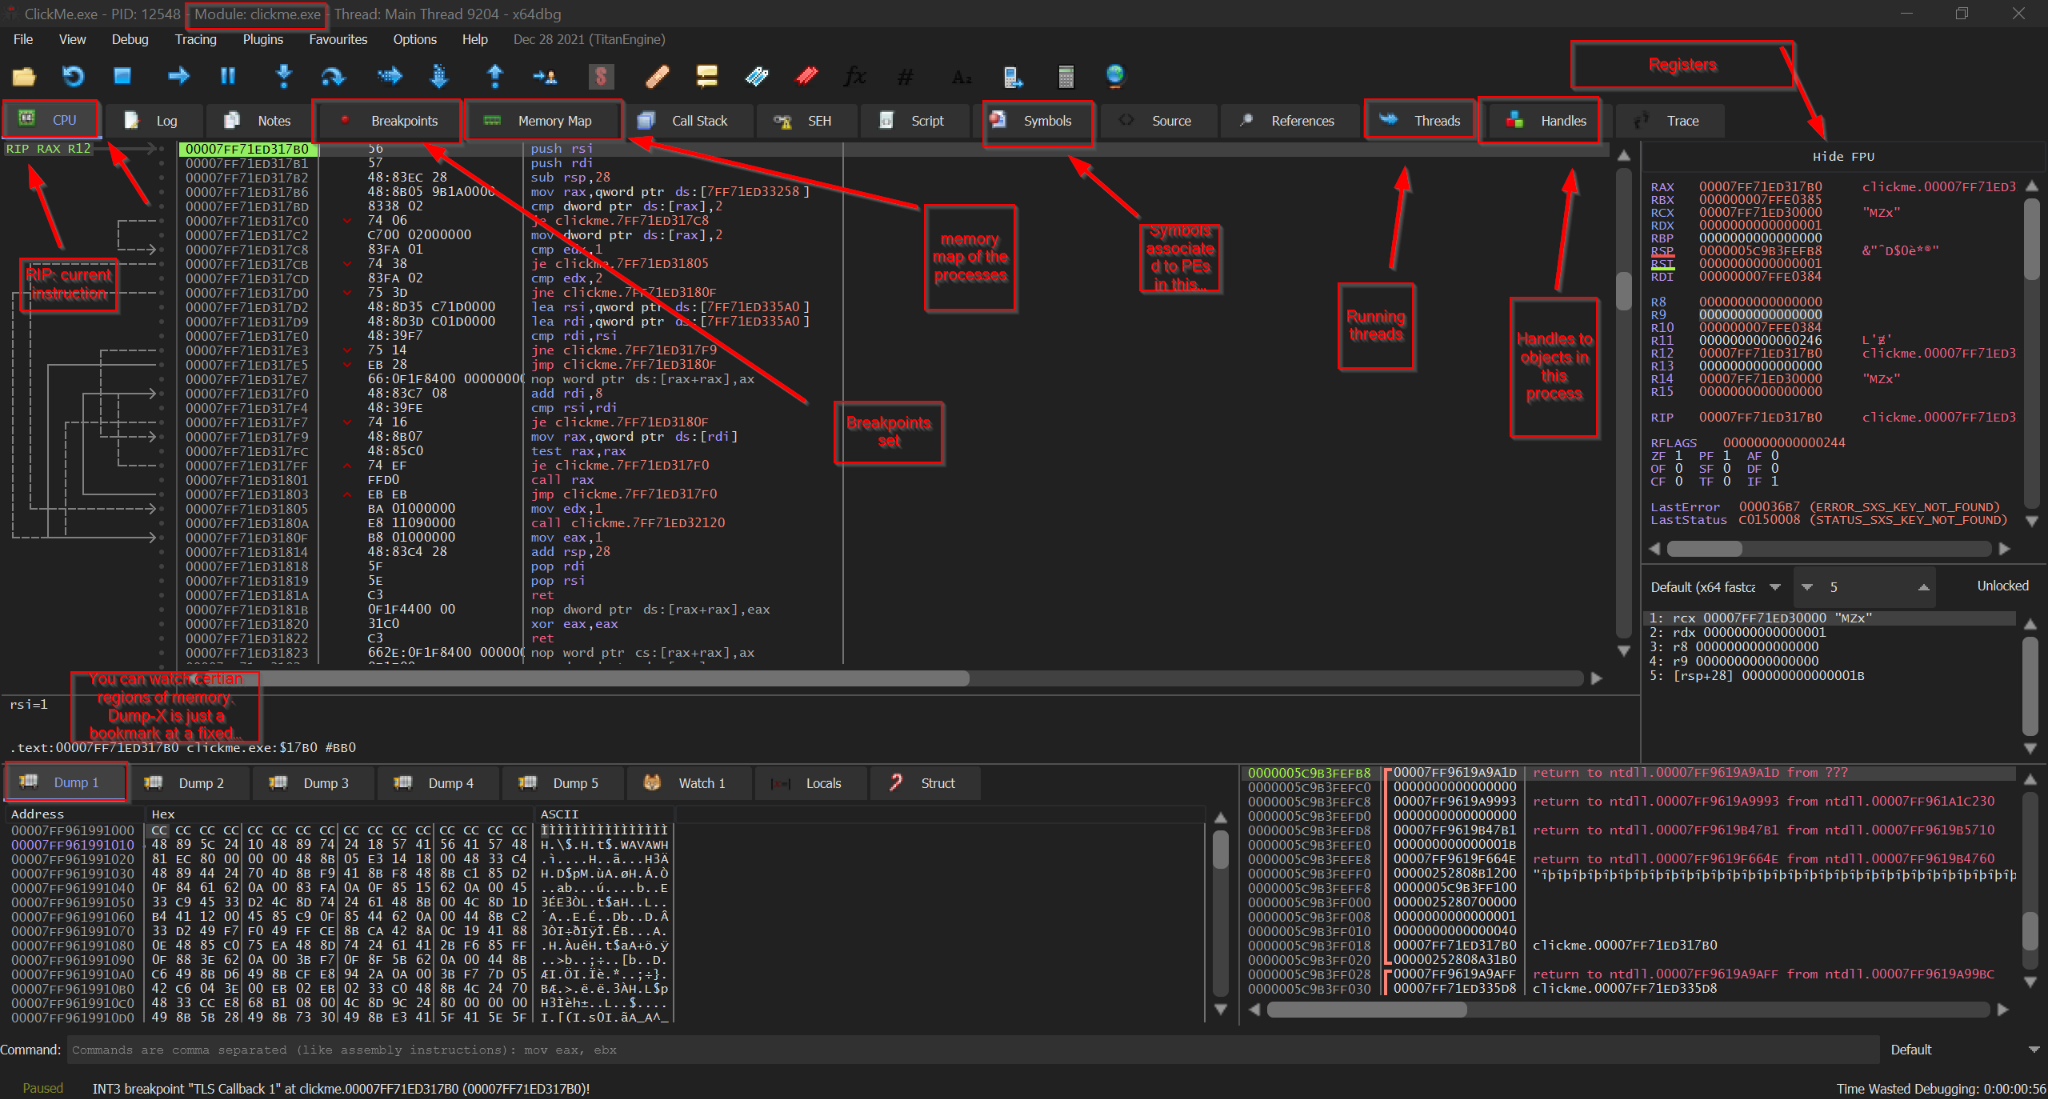 ClickMe.exe - PID: 12548 - Module: clickme.exe - Thread: Main Thread 9204 - x64dbg
File View Debug Tracing Plugins Favourites Options Help Dec 28 2021 (TitanEngine)
Registers
CPU Log Notes Breakpoints Memory Map Call Stack SEH Script Symbols Source References Threads Handles Trace
RIP RAX R12
00007FF71ED317B0 56 push rsi
00007FF71ED317B1 57 push rdi
00007FF71ED317B2 48:83EC 28 sub rsp,28
00007FF71ED317B6 48:8B05 9B1A0000 mov rax,qword ptr ds:[7FF71ED33258]
00007FF71ED317BD 8338 02 cmp dword ptr ds:[rax],2
00007FF71ED317C0 74 06 je clickme.7FF71ED317C8
00007FF71ED317C2 C700 02000000 mov dword ptr ds:[rax],2
00007FF71ED317C8 83FA 01 cmp edx,1
00007FF71ED317CB 74 38 je clickme.7FF71ED31805
00007FF71ED317CD 83FA 02 cmp edx,2
00007FF71ED317D0 75 3D jne clickme.7FF71ED3180F
00007FF71ED317D2 48:8D35 C71D0000 lea rsi,qword ptr ds:[7FF71ED335A0]
00007FF71ED317D9 48:8D3D C01D0000 lea rdi,qword ptr ds:[7FF71ED335A0]
00007FF71ED317E0 48:39F7 cmp rdi,rsi
00007FF71ED317E3 75 14 jne clickme.7FF71ED317F9
00007FF71ED317E5 EB 28 jmp clickme.7FF71ED3180F
00007FF71ED317E7 66:0F1F8400 00000000 nop word ptr ds:[rax+rax],ax
00007FF71ED317F0 48:83C7 08 add rdi,8
00007FF71ED317F4 48:39FE cmp rsi,rdi
00007FF71ED317F7 74 16 je clickme.7FF71ED3180F
00007FF71ED317F9 48:8B07 mov rax,qword ptr ds:[rdi]
00007FF71ED317FC 48:85C0 test rax,rax
00007FF71ED317FF 74 EF je clickme.7FF71ED317F0
00007FF71ED31801 FFD0 call rax
00007FF71ED31803 EB EB jmp clickme.7FF71ED317F0
00007FF71ED31805 BA 01000000 mov edx,1
00007FF71ED3180A E8 11090000 call clickme.7FF71ED32120
00007FF71ED3180F B8 01000000 mov eax,1
00007FF71ED31814 48:83C4 28 add rsp,28
00007FF71ED31818 5F pop rdi
00007FF71ED31819 5E pop rsi
00007FF71ED3181A C3 ret
00007FF71ED3181B 0F1F4400 00 nop dword ptr ds:[rax+rax],eax
00007FF71ED31820 31C0 xor eax,eax
00007FF71ED31822 C3 ret
00007FF71ED31823 662E:0F1F8400 000000 nop word ptr cs:[rax+rax],ax
RIP: current
instruction
memory
map of the
processes
Symbols
associate
d to PEs
in this...
Running
threads
Handles to
objects in
this
process
Breakpoints
set
Hide FPU
RAX 00007FF71ED317B0 clickme.00007FF71ED3
RBX 000000007FFE0385
RCX 00007FF71ED30000 "MZx"
RDX 0000000000000001
RBP 0000000000000000
RSP 0000005C9B3FEFB8 &"ˆD$0è°°"
RSI 0000000000000001
RDI 000000007FFE0384
R8 0000000000000000
R9 0000000000000000
R10 000000007FFE0384
R11 0000000000000246
R12 00007FF71ED317B0 clickme.00007FF71ED3
R13 0000000000000000
R14 00007FF71ED30000 "MZx"
R15 0000000000000000
RIP 00007FF71ED317B0 clickme.00007FF71ED3
RFLAGS 0000000000000244
ZF 1 PF 1 AF 0
OF 0 SF 0 DF 0
CF 0 TF 0 IF 1
LastError 000036B7 (ERROR_SXS_KEY_NOT_FOUND)
LastStatus C0150008 (STATUS_SXS_KEY_NOT_FOUND)
Default (x64 fastca 5 Unlocked
1: rcx 00007FF71ED30000 "MZx"
2: rdx 0000000000000001
3: r8 0000000000000000
4: r9 0000000000000000
5: [rsp+28] 000000000000001B
You can watch certian
regions of memory.
Dump-X is just a
bookmark at a fixed...
rsi=1
.text:00007FF71ED317B0 clickme.exe:$17B0 #BB0
Dump 1 Dump 2 Dump 3 Dump 4 Dump 5 Watch 1 Locals Struct
Address Hex ASCII
00007FF961991000 CC CC CC CC CC CC CC CC CC CC CC CC CC CC CC CC ÌÌÌÌÌÌÌÌÌÌÌÌÌÌÌÌ
00007FF961991010 48 89 5C 24 10 48 89 74 24 18 57 41 56 41 57 48 H.\$.H.t$.WAVAWH
00007FF961991020 81 EC 80 00 00 00 48 8B 05 E3 14 18 00 48 33 C4 .ì....H..ã...H3Ä
00007FF961991030 48 89 44 24 70 4D 8B F9 41 8B F8 48 8B C1 85 D2 H.D$pM.ùA.øH.Á.Ò
00007FF961991040 0F 84 61 62 0A 00 83 FA 0A 0F 85 15 62 0A 00 45 ..ab...ú....b..E
00007FF961991050 33 C9 45 33 D2 4C 8D 74 24 61 48 8B 00 4C 8D 1D 3ÉE3ÒL.t$aH..L..
00007FF961991060 B4 41 12 00 45 85 C9 0F 85 44 62 0A 00 44 8B C2 ´A..E.É..Db..D.Â
00007FF961991070 33 D2 49 F7 F0 49 FF CE 8B CA 42 8A 0C 19 41 88 3ÒI÷ðIÿÎ.ÊB...A.
00007FF961991080 0E 48 85 C0 75 EA 48 8D 74 24 61 41 2B F6 85 FF .H.ÀuêH.t$aA+ö.ÿ
00007FF961991090 0F 88 3E 62 0A 00 3B F7 0F 8F 5B 62 0A 00 44 8B ..>b..;÷..[b..D.
00007FF9619910A0 C6 49 8B D6 49 8B CF E8 94 2A 0A 00 3B F7 7D 05 ÆI.ÖI.Ïè.*..;÷}.
00007FF9619910B0 42 C6 04 3E 00 EB 02 EB 02 33 C0 48 8B 4C 24 70 BÆ.>.ë.ë.3ÀH.L$p
00007FF9619910C0 48 33 CC E8 68 B1 08 00 4C 8D 9C 24 80 00 00 00 H3Ìèh±..L..$....
00007FF9619910D0 49 8B 5B 28 49 8B 73 30 49 8B E3 41 5F 41 5E 5F I.[(I.s0I.ãA_A^_
0000005C9B3FEFB8 00007FF9619A9A1D return to ntdll.00007FF9619A9A1D from ???
0000005C9B3FEFC0 0000000000000000
0000005C9B3FEFC8 00007FF9619A9993 return to ntdll.00007FF9619A9993 from ntdll.00007FF961A1C230
0000005C9B3FEFD0 0000000000000000
0000005C9B3FEFD8 00007FF9619B47B1 return to ntdll.00007FF9619B47B1 from ntdll.00007FF9619B5710
0000005C9B3FEFE0 000000000000001B
0000005C9B3FEFE8 00007FF9619F664E return to ntdll.00007FF9619F664E from ntdll.00007FF9619B4760
0000005C9B3FEFF0 00000252808B1200
0000005C9B3FEFF8 0000005C9B3FF100
0000005C9B3FF000 0000025280700000
0000005C9B3FF008 0000000000000001
0000005C9B3FF010 0000000000000040
0000005C9B3FF018 00007FF71ED317B0 clickme.00007FF71ED317B0
0000005C9B3FF020 00000252808A31B0
0000005C9B3FF028 00007FF9619A9AFF return to ntdll.00007FF9619A9AFF from ntdll.00007FF9619A99BC
0000005C9B3FF030 00007FF71ED335D8 clickme.00007FF71ED335D8
Command: Commands are comma separated (like assembly instructions): mov eax, ebx Default
Paused INT3 breakpoint "TLS Callback 1" at clickme.00007FF71ED317B0 (00007FF71ED317B0)! Time Wasted Debugging: 0:00:00:56